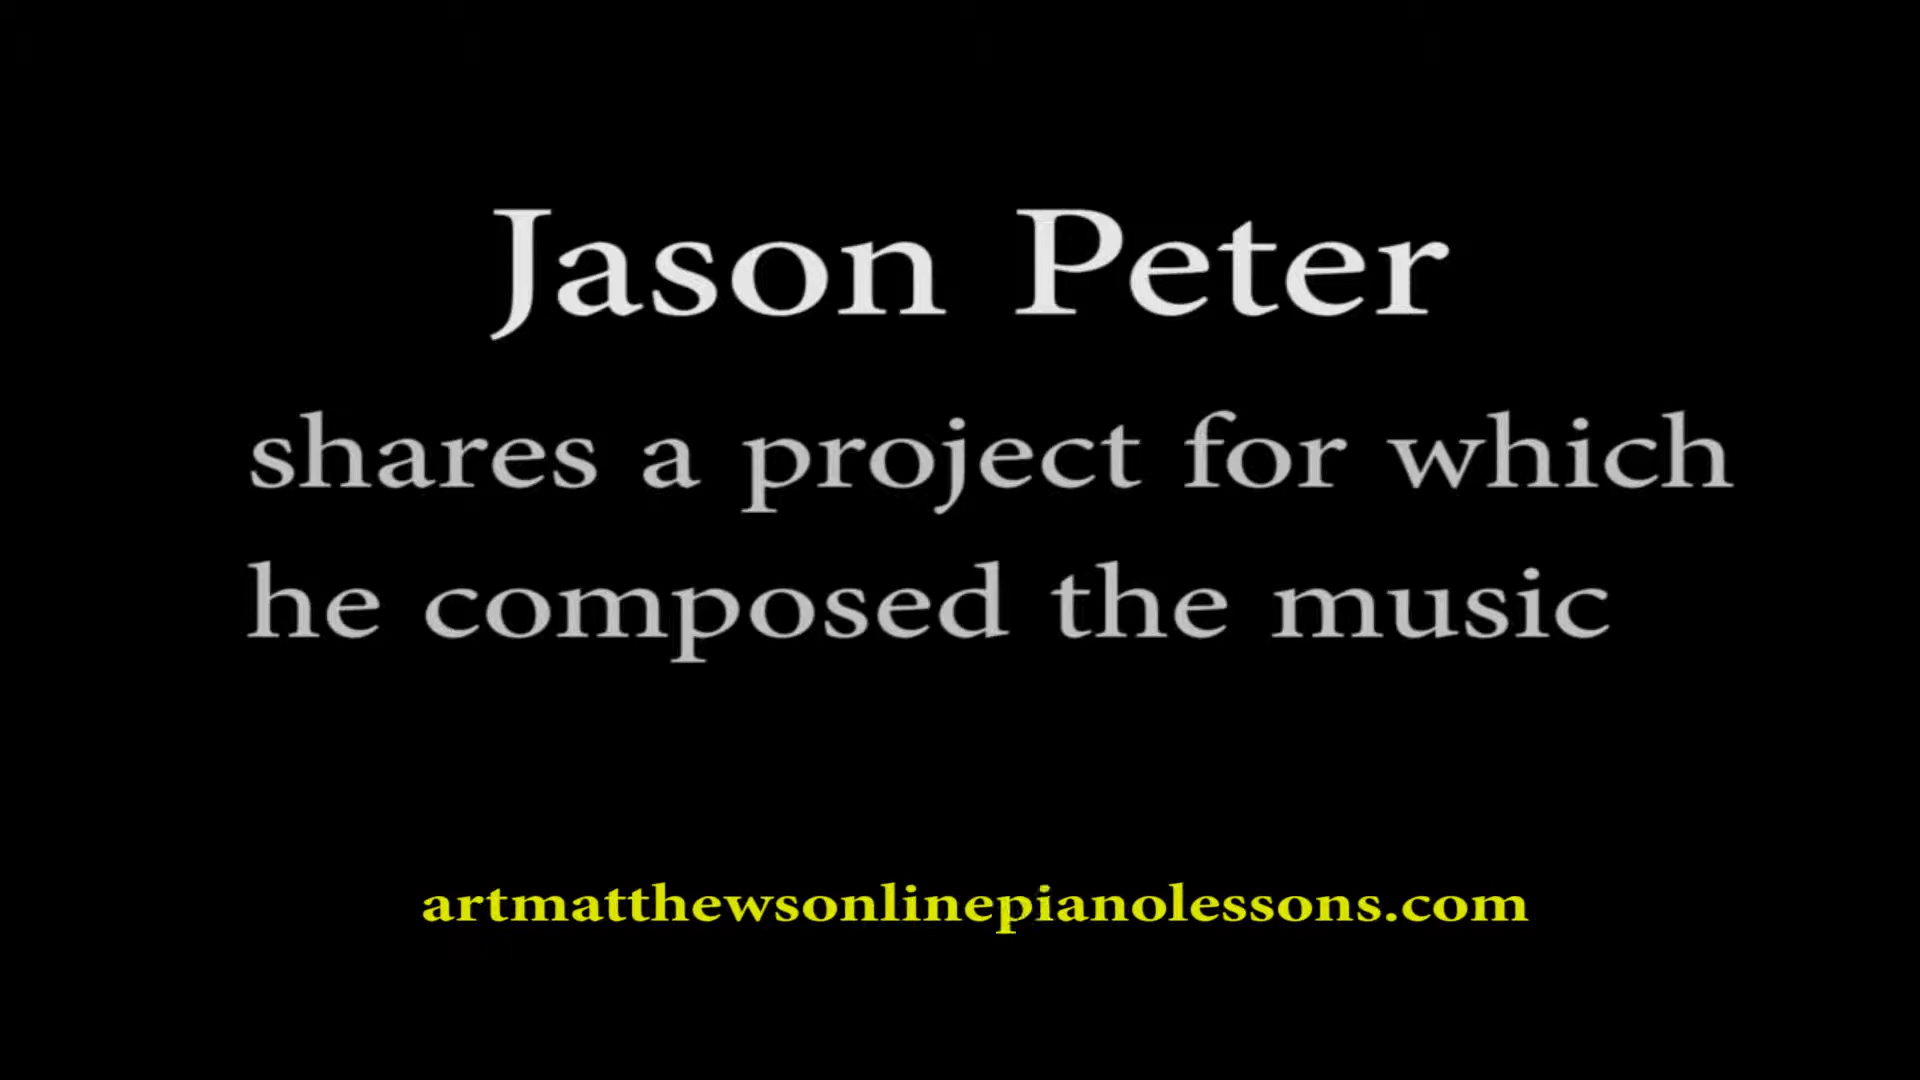 Jason Peter
shares a project for which
he composed the music
artmatthewsonlinepianolessons.com